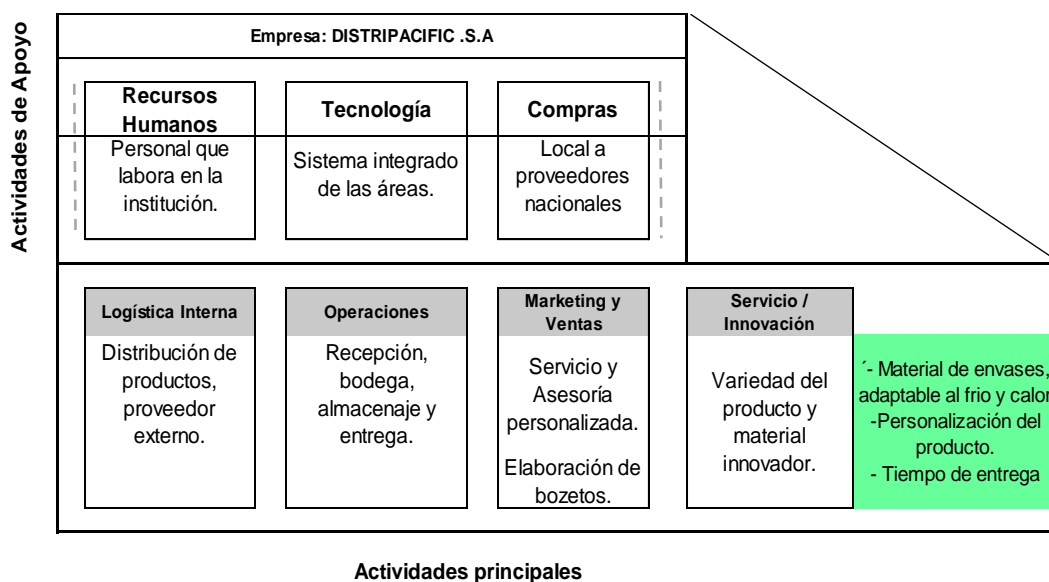 Actividades de Apoyo
Empresa: DISTRIPACIFIC .S.A
Recursos
Humanos
Personal que
labora en la
institución.
Tecnología
Sistema integrado
de las áreas.
Compras
Local a
proveedores
nacionales
Logística Interna
Distribución de
productos,
proveedor
externo.
Operaciones
Recepción,
bodega,
almacenaje y
entrega.
Marketing y
Ventas
Servicio y
Asesoría
personalizada.
Elaboración de
bozetos.
Servicio /
Innovación
Variedad del
producto y
material
innovador.
´- Material de envases,
adaptable al frio y calor
-Personalización del
producto.
- Tiempo de entrega
Actividades principales